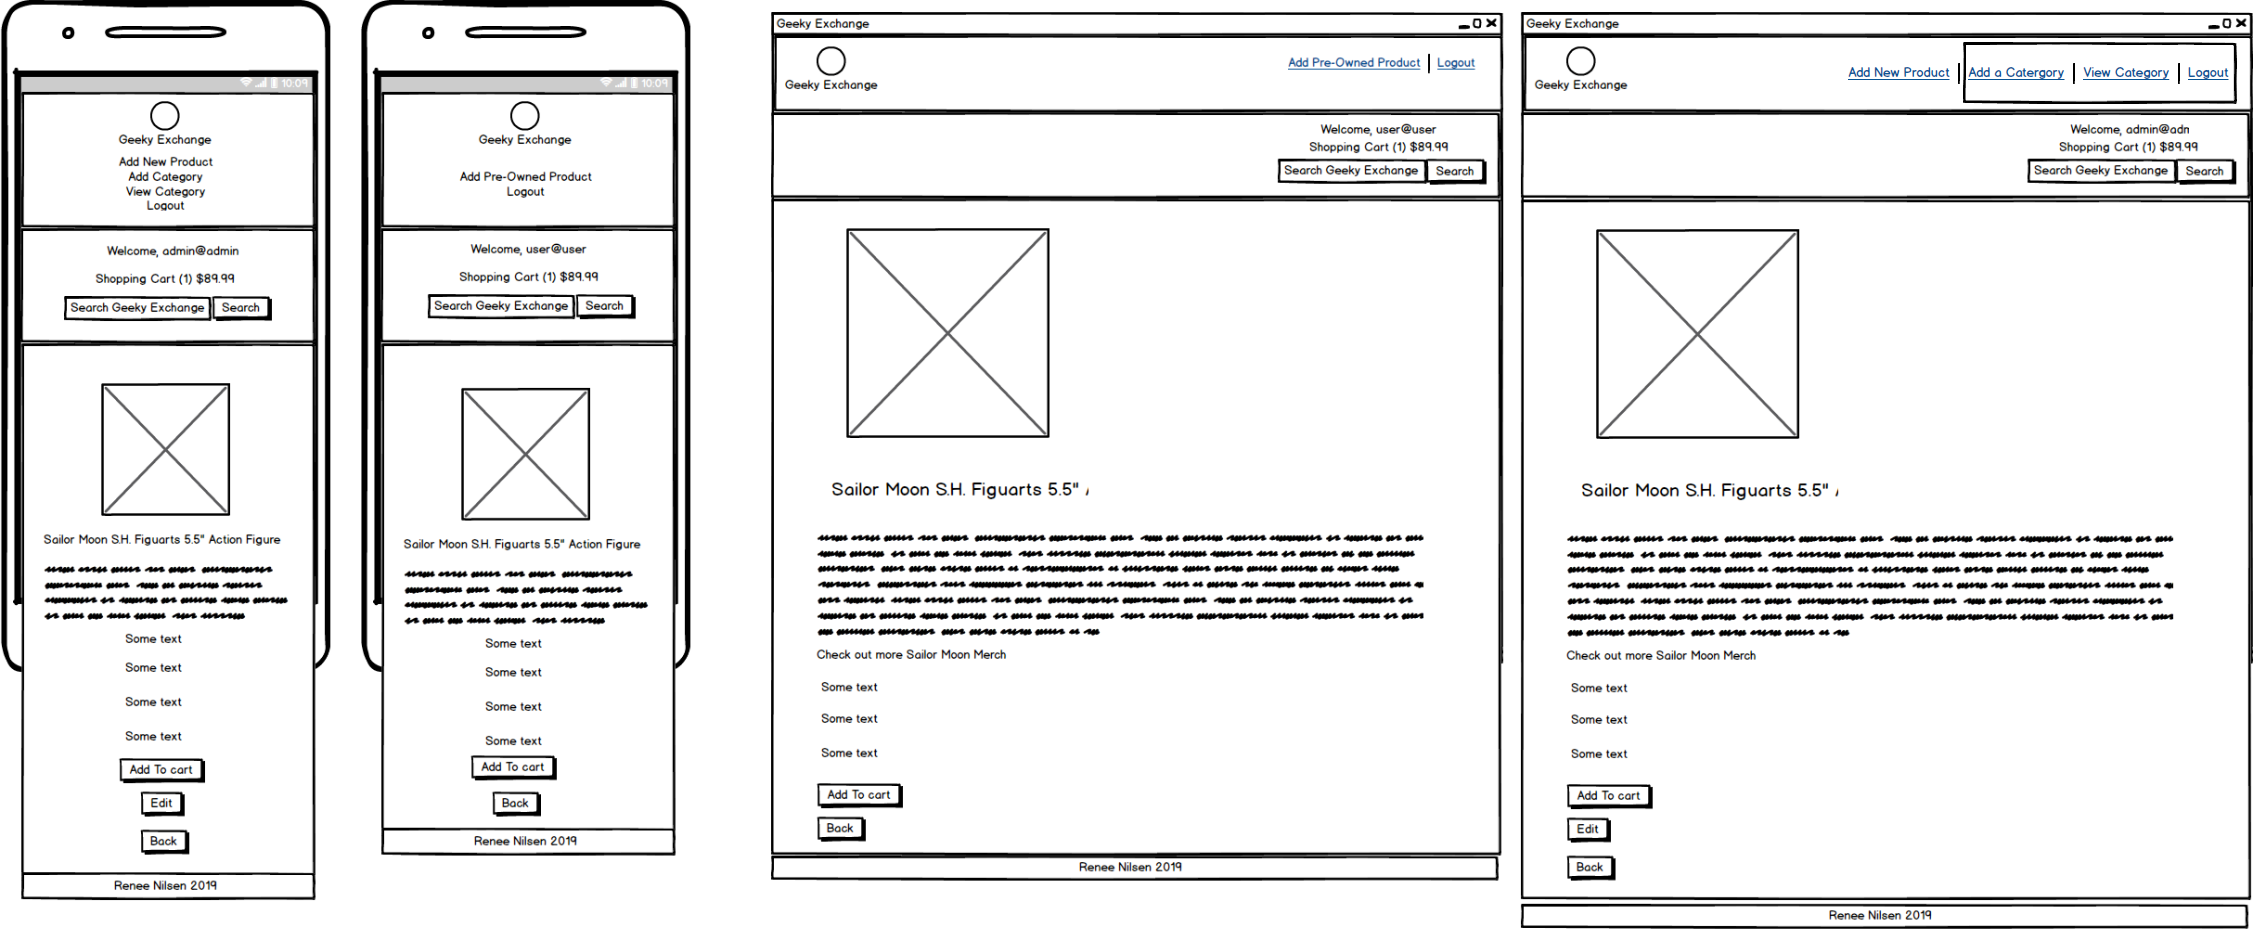 10:09
Geeky Exchange
Add New Product
Add Category
View Category
Logout
Welcome, admin@admin
Shopping Cart (1) $89.99
Search Geeky Exchange Search
Sailor Moon S.H. Figuarts 5.5" Action Figure
Some text
Some text
Some text
Some text
Add To cart
Edit
Back
Renee Nilsen 2019
10:09
Geeky Exchange
Add Pre-Owned Product
Logout
Welcome, user@user
Shopping Cart (1) $89.99
Search Geeky Exchange Search
Sailor Moon S.H. Figuarts 5.5" Action Figure
Some text
Some text
Some text
Some text
Add To cart
Back
Renee Nilsen 2019
Geeky Exchange
Geeky Exchange
Add Pre-Owned Product | Logout
Welcome, user@user
Shopping Cart (1) $89.99
Search Geeky Exchange Search
Sailor Moon S.H. Figuarts 5.5"
Check out more Sailor Moon Merch
Some text
Some text
Some text
Add To cart
Back
Renee Nilsen 2019
Geeky Exchange
Geeky Exchange
Add New Product | Add a Catergory | View Category | Logout
Welcome, admin@adn
Shopping Cart (1) $89.99
Search Geeky Exchange Search
Sailor Moon S.H. Figuarts 5.5"
Check out more Sailor Moon Merch
Some text
Some text
Some text
Add To cart
Edit
Back
Renee Nilsen 2019